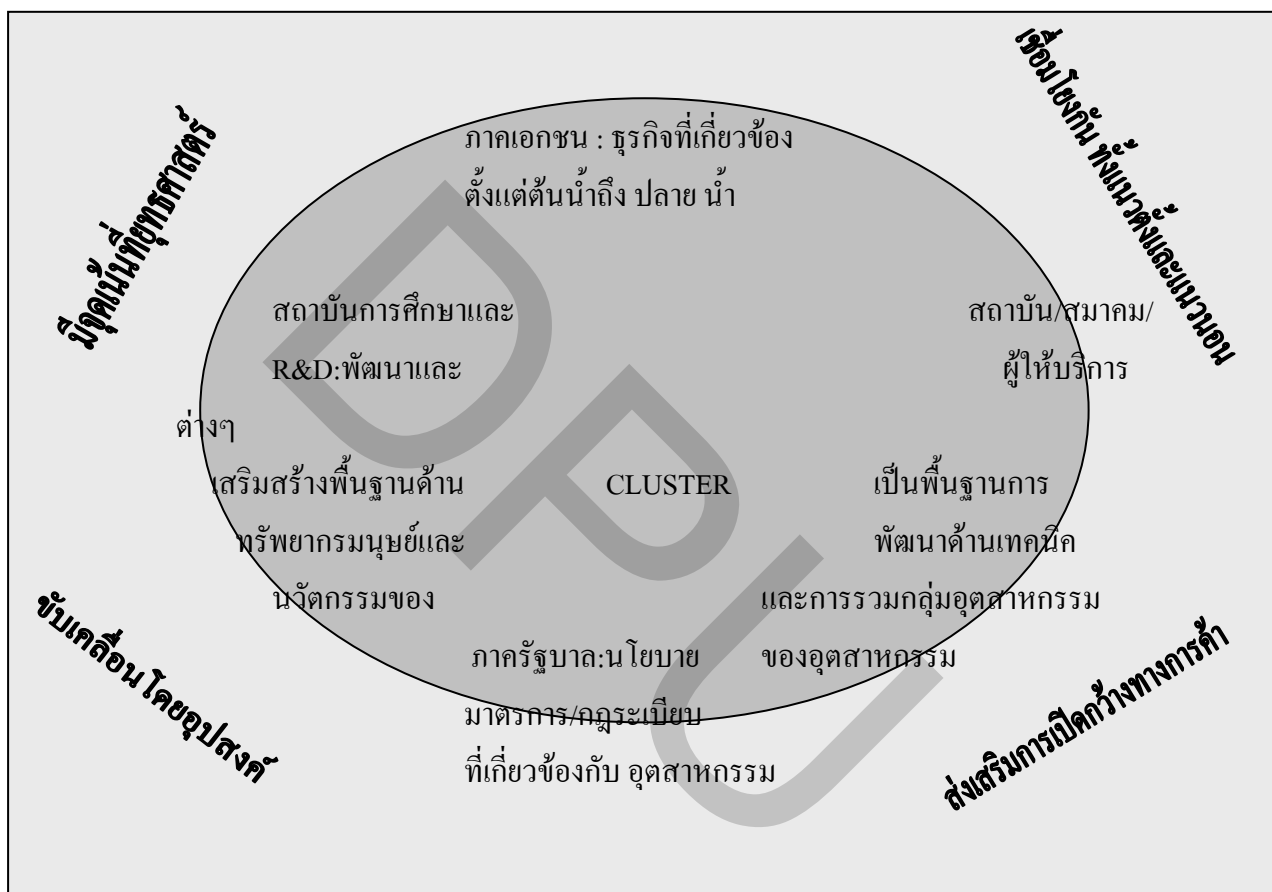 มีจุดเน้นที่ยุทธศาสตร์
เชื่อมโยงกัน ทั้งแนวตั้งและแนวนอน
ภาคเอกชน : ธุรกิจที่เกี่ยวข้อง
ตั้งแต่ต้นน้ำถึง ปลาย น้ำ
สถาบันการศึกษาและ สถาบัน/สมาคม/
R&D:พัฒนาและ ผู้ให้บริการ
ต่างๆ
เสริมสร้างพื้นฐานด้าน CLUSTER เป็นพื้นฐานการ
ทรัพยากรมนุษย์และ พัฒนาด้านเทคนิค
นวัตกรรมของ และการรวมกลุ่มอุตสาหกรรม
ภาครัฐบาล:นโยบาย ของอุตสาหกรรม
มาตรการ/กฎระเบียบ
ที่เกี่ยวข้องกับ อุตสาหกรรม
ขับเคลื่อนโดยอุปสงค์
ส่งเสริมการเปิดกว้างทางการค้า
DPU